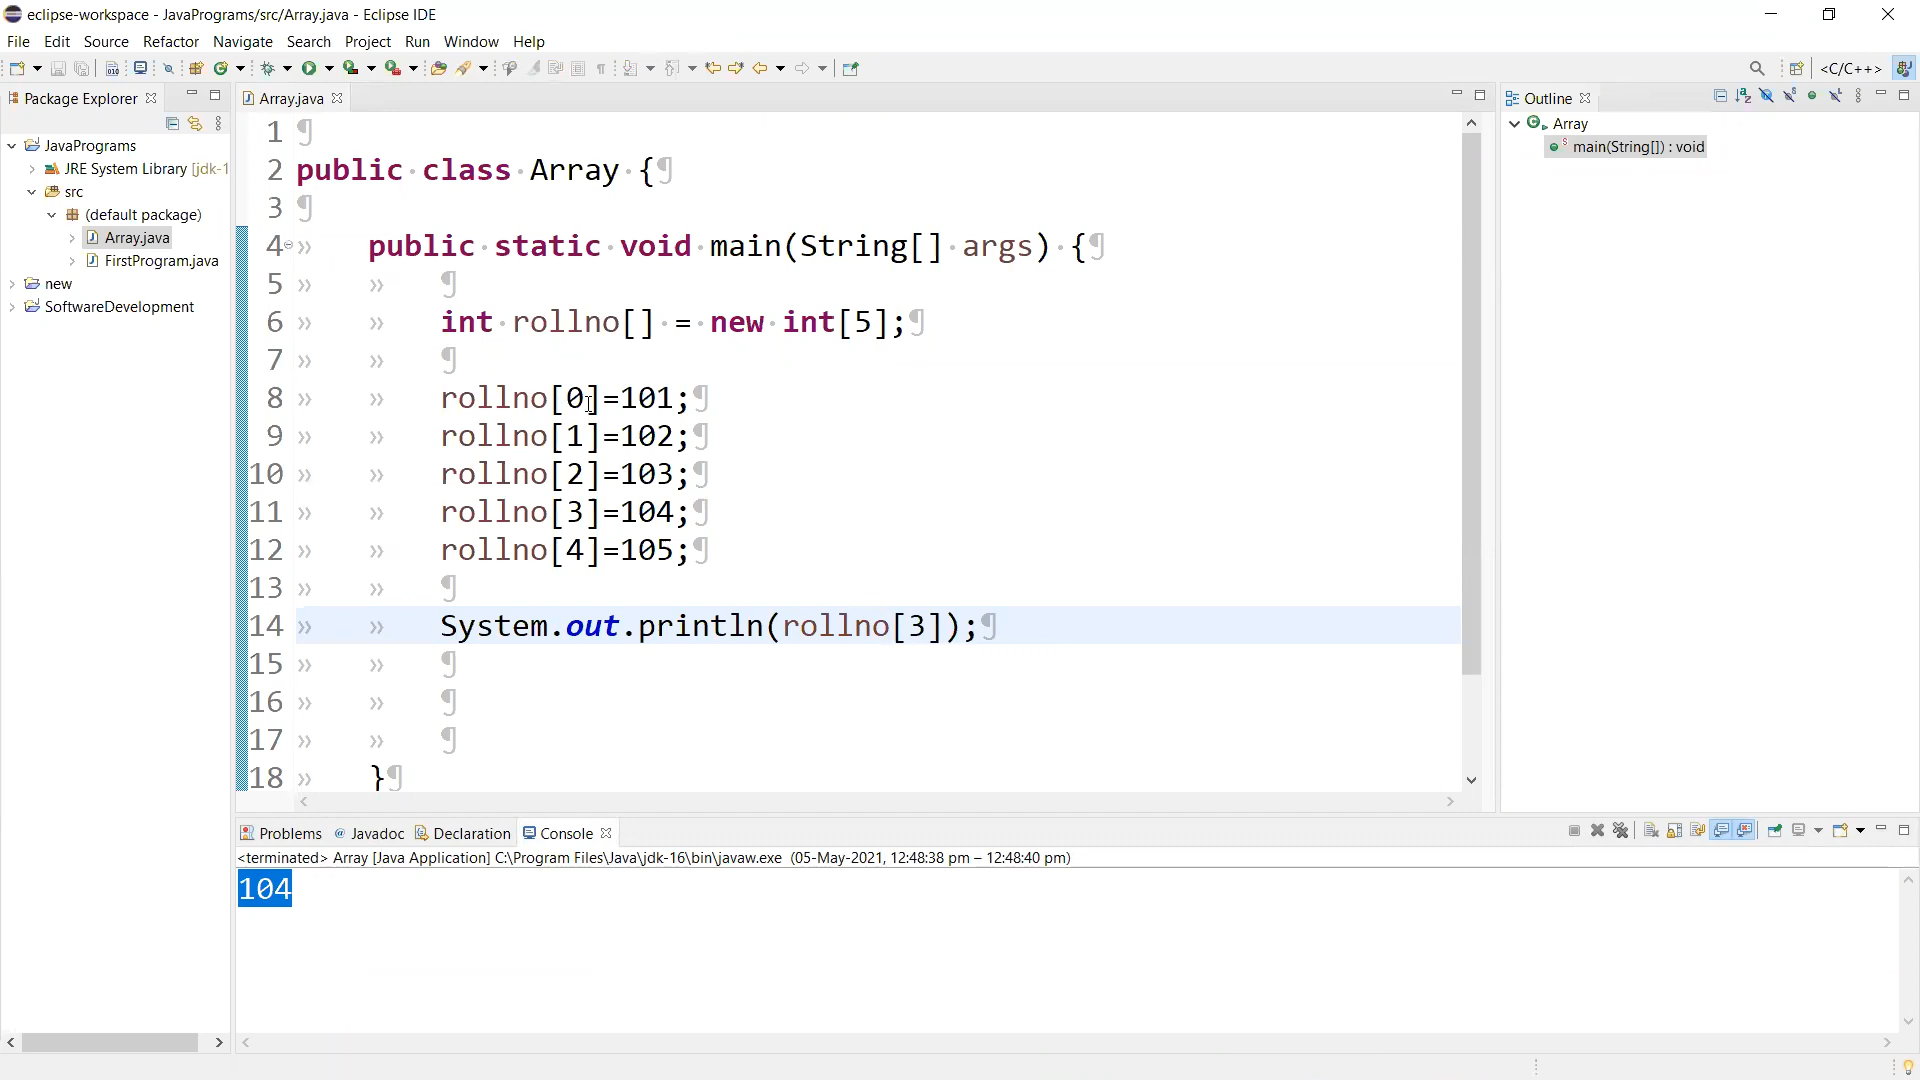 eclipse-workspace - JavaPrograms/src/Array.java - Eclipse IDE
File Edit Source Refactor Navigate Search Project Run Window Help
<C/C++>
Package Explorer
JavaPrograms
JRE System Library [jdk-1
src
(default package)
Array.java
FirstProgram.java
new
SoftwareDevelopment
Array.java
1
2 public class Array {
3
4 public static void main(String[] args) {
5
6 int rollno[] = new int[5];
7
8 rollno[0]=101;
9 rollno[1]=102;
10 rollno[2]=103;
11 rollno[3]=104;
12 rollno[4]=105;
13
14 System.out.println(rollno[3]);
15
16
17
18 }
Outline
Array
main(String[]) : void
Problems @ Javadoc Declaration Console
<terminated> Array [Java Application] C:\Program Files\Java\jdk-16\bin\javaw.exe (05-May-2021, 12:48:38 pm – 12:48:40 pm)
104